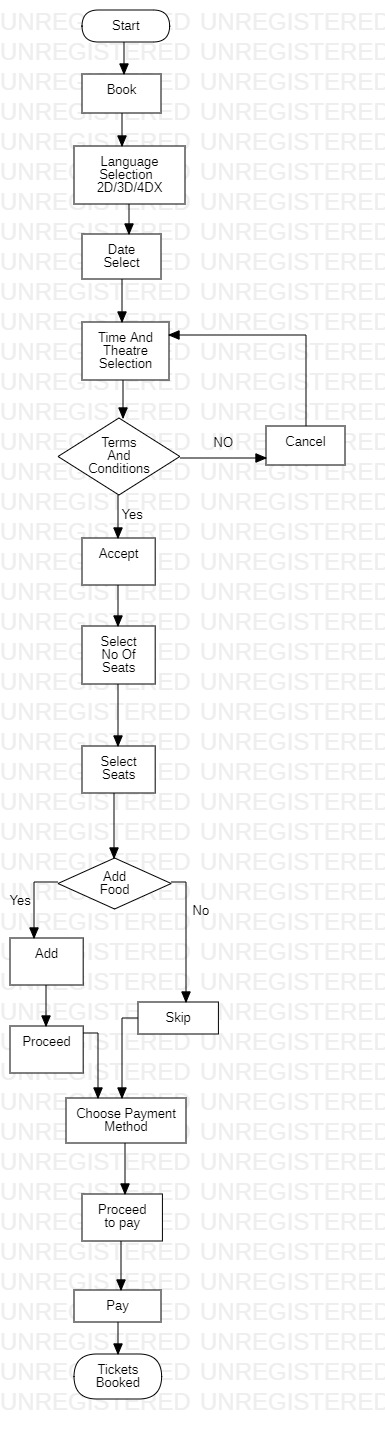 Start
Book
Language
Selection
2D/3D/4DX
Date
Select
Time And
Theatre
Selection
Terms
And
Conditions
NO
Cancel
Yes
Accept
Select
No Of
Seats
Select
Seats
Add
Food
Yes
No
Add
Skip
Proceed
Choose Payment
Method
Proceed
to pay
Pay
Tickets
Booked
UNREGISTERED UNREGISTERED